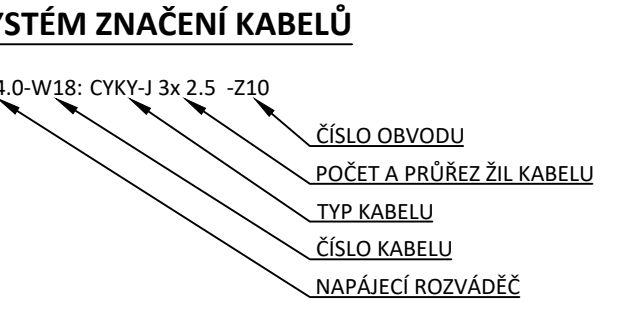 YSTÉM ZNAČENÍ KABELŮ
4.0-W18: CYKY-J 3x 2.5 -Z10
ČÍSLO OBVODU
POČET A PRŮŘEZ ŽIL KABELU
TYP KABELU
ČÍSLO KABELU
NAPÁJECÍ ROZVÁDĚČ